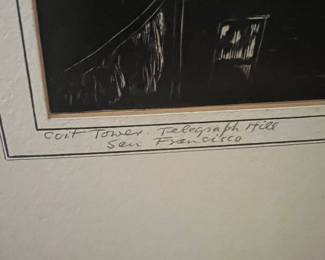 Coit Tower. Telegraph Hill
San Francisco